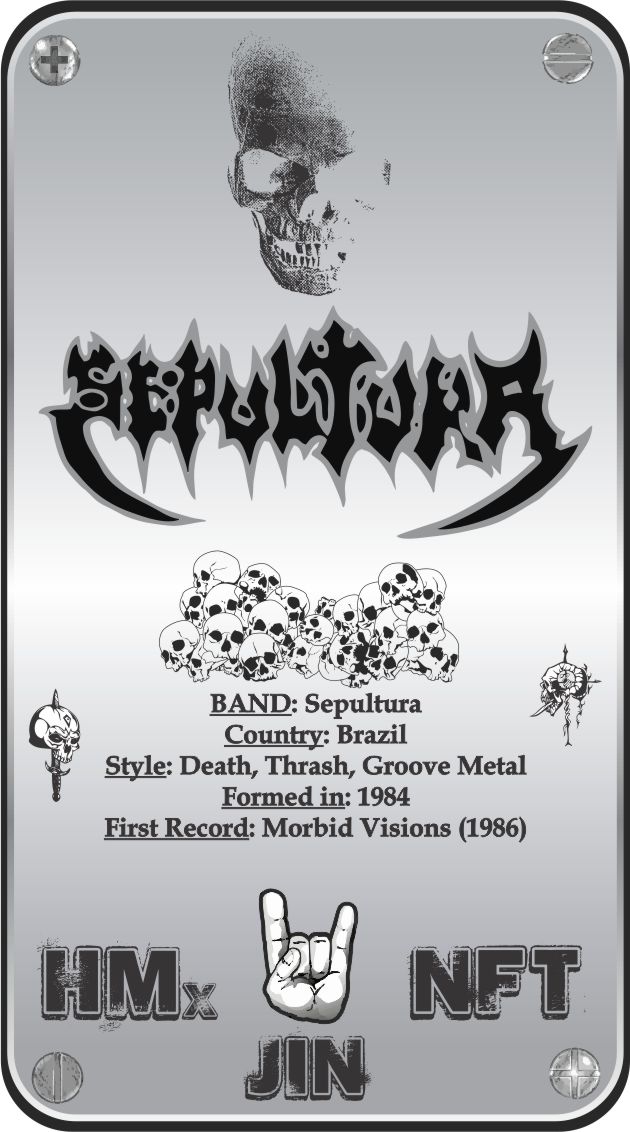 SEPULTURA
BAND: Sepultura
Country: Brazil
Style: Death, Thrash, Groove Metal
Formed in: 1984
First Record: Morbid Visions (1986)
HMx NFT
JIN